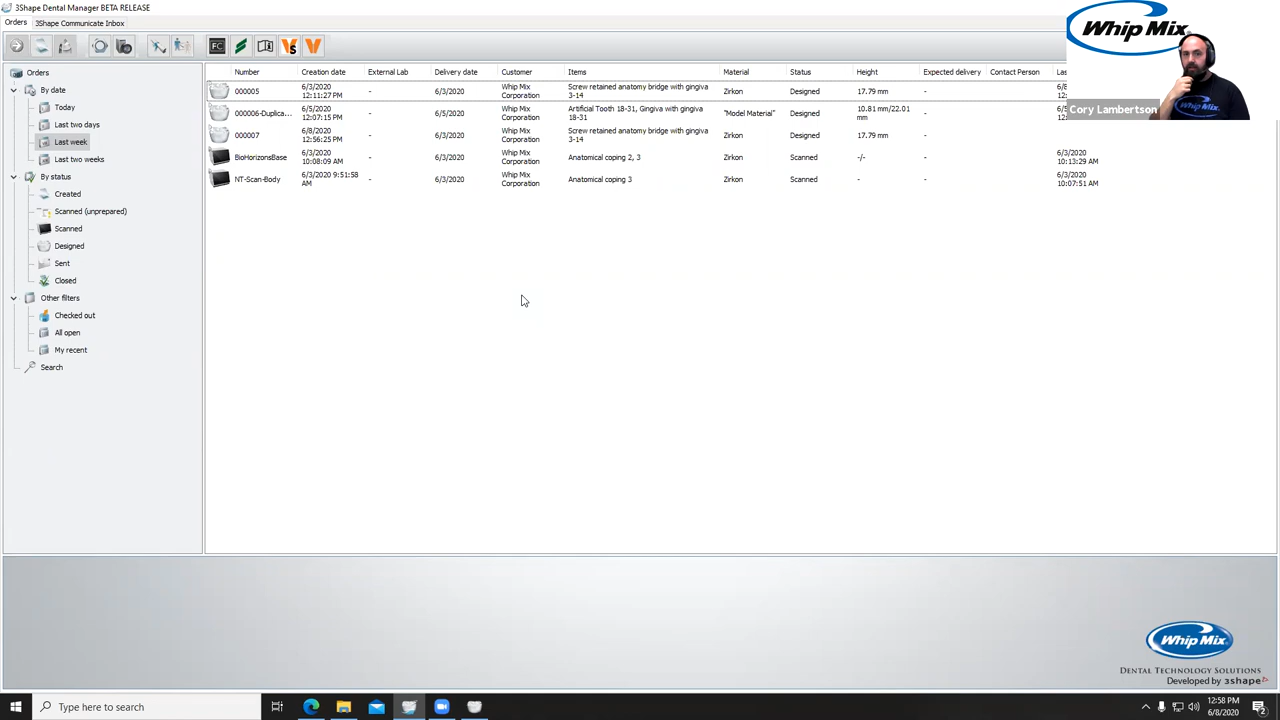 3Shape Dental Manager BETA RELEASE
Orders 3Shape Communicate Inbox
FC
Whip Mix
Cory Lambertson
Orders
By date
Today
Last two days
Last week
Last two weeks
By status
Created
Scanned (unprepared)
Scanned
Designed
Sent
Closed
Other filters
Checked out
All open
My recent
Search
Number Creation date External Lab Delivery date Customer Items Material Status Height Expected delivery Contact Person Las
000005 6/3/2020 12:11:27 PM - 6/3/2020 Whip Mix Corporation Screw retained anatomy bridge with gingiva 3-14 Zirkon Designed 17.79 mm - - 6/8
000006-Duplica... 6/5/2020 12:07:15 PM - 6/5/2020 Whip Mix Corporation Artificial Tooth 18-31, Gingiva with gingiva 18-31 "Model Material" Designed 10.81 mm/22.01 mm - -
000007 6/8/2020 12:56:25 PM - 6/3/2020 Whip Mix Corporation Screw retained anatomy bridge with gingiva 3-14 Zirkon Designed 17.79 mm - -
BioHorizonsBase 6/3/2020 10:08:09 AM - 6/3/2020 Whip Mix Corporation Anatomical coping 2, 3 Zirkon Scanned -/- - - 6/3/2020 10:13:29 AM
NT-Scan-Body 6/3/2020 9:51:58 AM - 6/3/2020 Whip Mix Corporation Anatomical coping 3 Zirkon Scanned - - - 6/3/2020 10:07:51 AM
Whip Mix
DENTAL TECHNOLOGY SOLUTIONS
Developed by 3shape
Type here to search
12:58 PM
6/8/2020
2